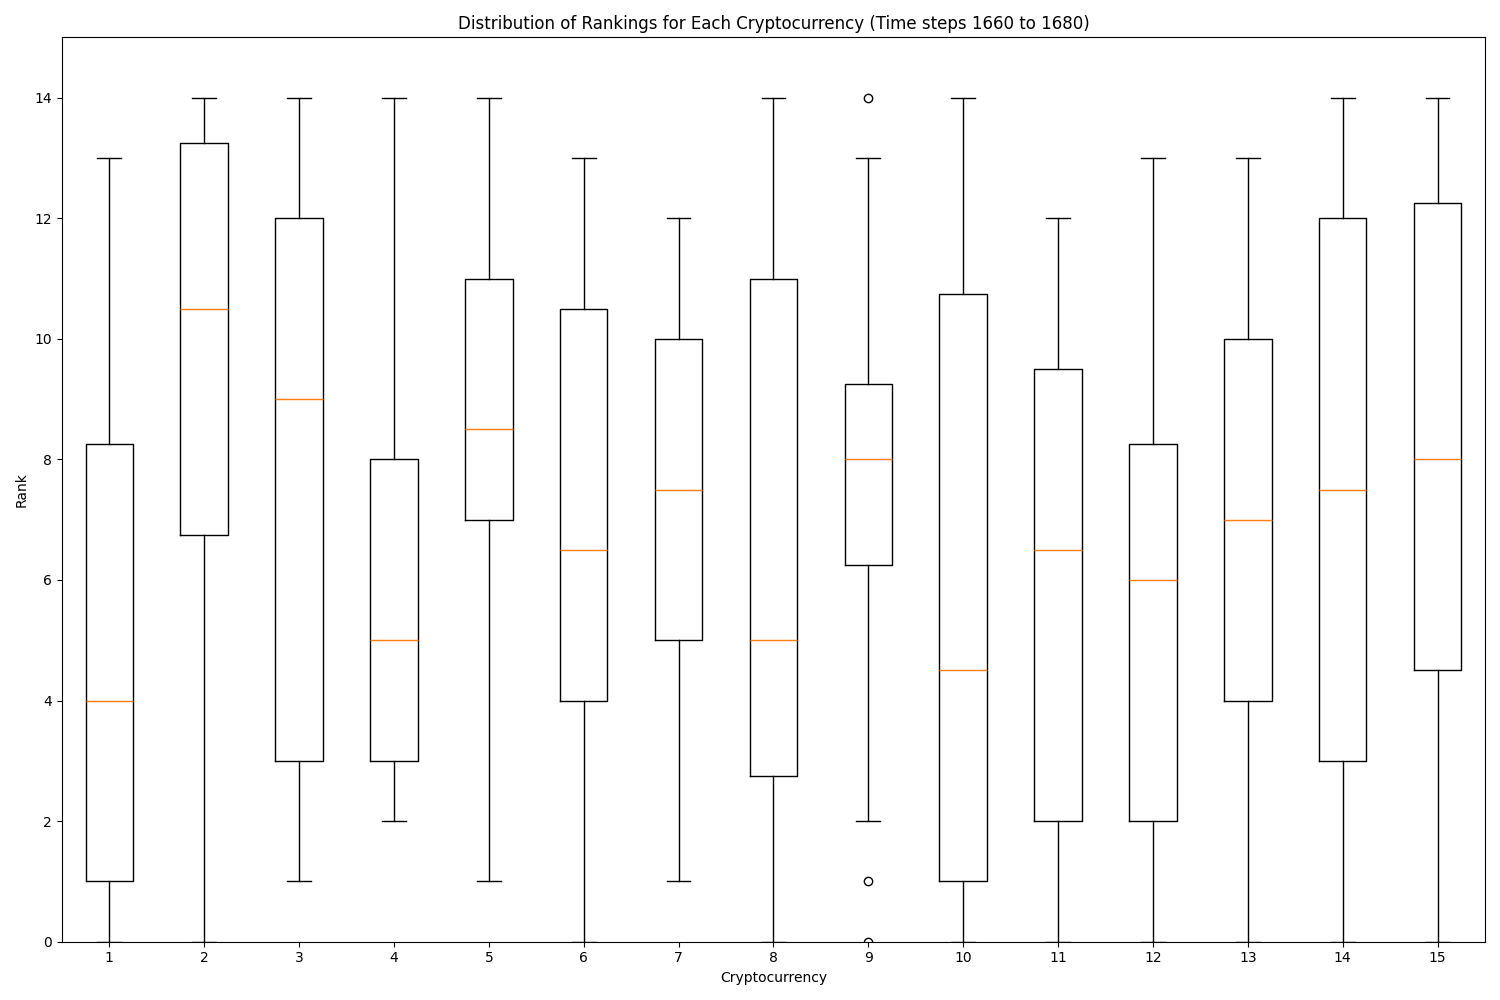 Distribution of Rankings for Each Cryptocurrency (Time steps 1660 to 1680)
Rank
14
12
10
8
6
4
2
0
1 2 3 4 5 6 7 8 9 10 11 12 13 14 15
Cryptocurrency